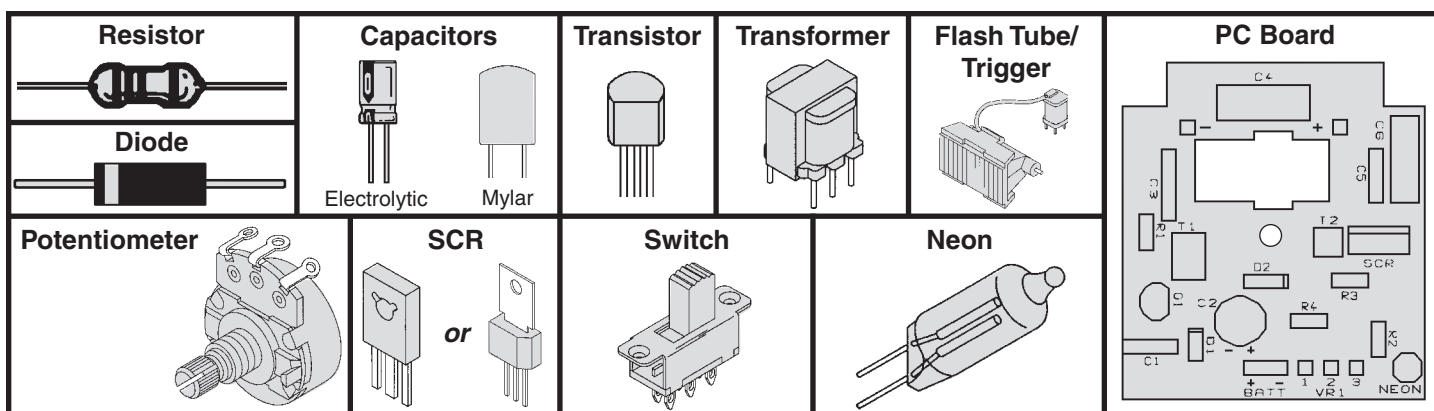 Resistor
Diode
Capacitors
Electrolytic
Mylar
Transistor
Transformer
Flash Tube/
Trigger
PC Board
C4
- +
C6
C5
C3
R1
T1
T2
SCR
D2
R3
Q1
C2
R4
R2
C1
D1
- +
+ -
BATT
1 2 3
VR1
NEON
Potentiometer
SCR
or
Switch
Neon